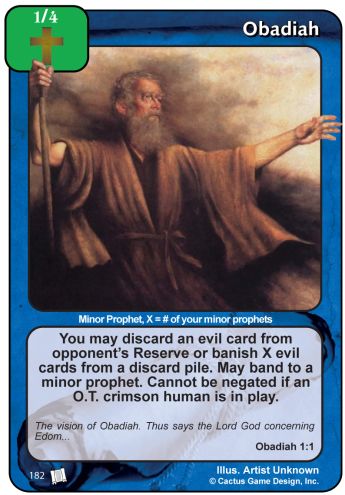 1/4
Obadiah
Minor Prophet, X = # of your minor prophets
You may discard an evil card from
opponent's Reserve or banish X evil
cards from a discard pile. May band to a
minor prophet. Cannot be negated if an
O.T. crimson human is in play.
The vision of Obadiah. Thus says the Lord God concerning
Edom...
Obadiah 1:1
182
Illus. Artist Unknown
© Cactus Game Design, Inc.